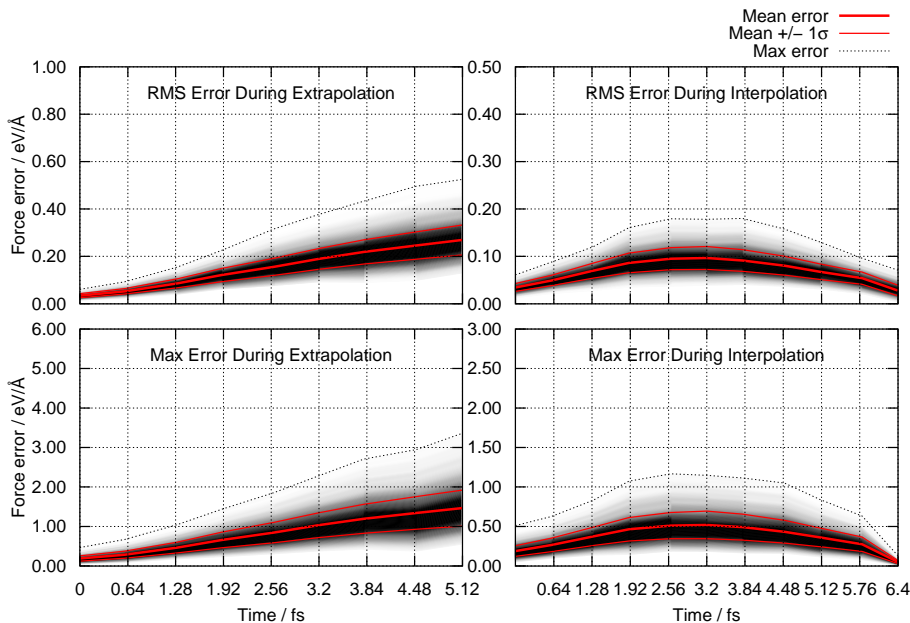 Mean error
Mean +/− 1σ
Max error
1.00
0.80
0.60
0.40
0.20
0.00
Force error / eV/Å
RMS Error During Extrapolation
0.50
0.40
0.30
0.20
0.10
0.00
RMS Error During Interpolation
6.00
5.00
4.00
3.00
2.00
1.00
0.00
Force error / eV/Å
Max Error During Extrapolation
0 0.64 1.28 1.92 2.56 3.2 3.84 4.48 5.12
Time / fs
3.00
2.50
2.00
1.50
1.00
0.50
0.00
Max Error During Interpolation
0.64 1.28 1.92 2.56 3.2 3.84 4.48 5.12 5.76 6.4
Time / fs